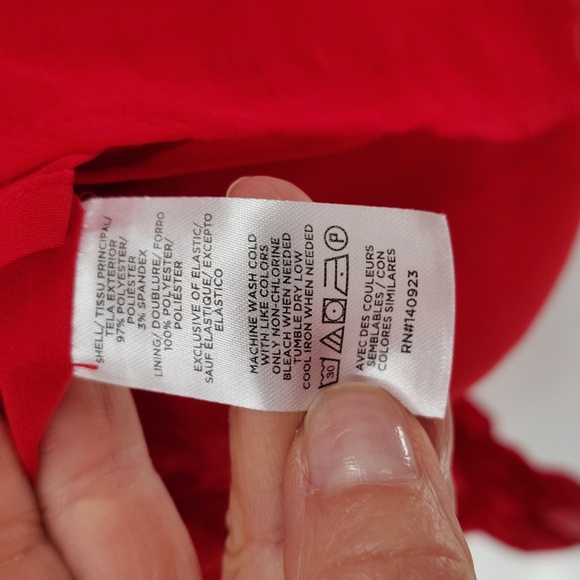 SHELL/ TISSU PRINCIPAL/
TELA EXTERIOR
97% POLYESTER/
POLIÉSTER
3% SPANDEX
LINING/ DOUBLURE/ FORRO
100% POLYESTER/
POLIÉSTER
EXCLUSIVE OF ELASTIC/
SAUF ÉLASTIQUE/ EXCEPTO
ELÁSTICO
MACHINE WASH COLD
WITH LIKE COLORS
ONLY NON-CHLORINE
BLEACH WHEN NEEDED
TUMBLE DRY LOW
COOL IRON WHEN NEEDED
30 P
AVEC DES COULEURS
SEMBLABLES / CON
COLORES SIMILARES
RN#140923